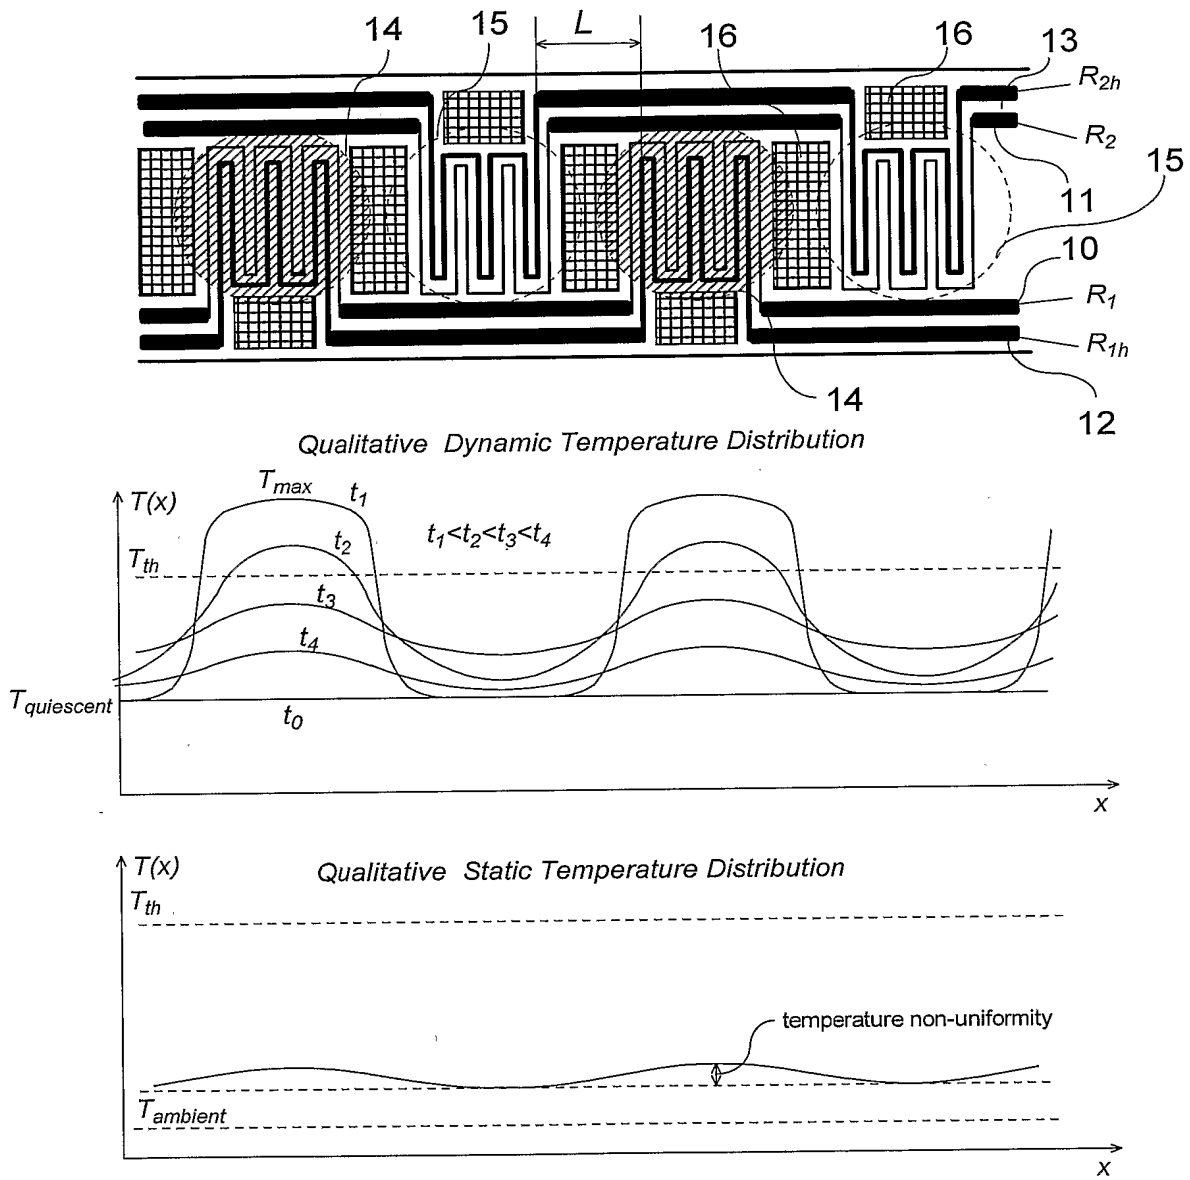 14
15
L
16
16
13
R2h
R2
11
15
10
R1
R1h
14
12
Qualitative Dynamic Temperature Distribution
T(x)
Tmax
t1
t2
t1<t2<t3<t4
Tth
t3
t4
Tquiescent
t0
x
T(x)
Qualitative Static Temperature Distribution
Tth
temperature non-uniformity
Tambient
x